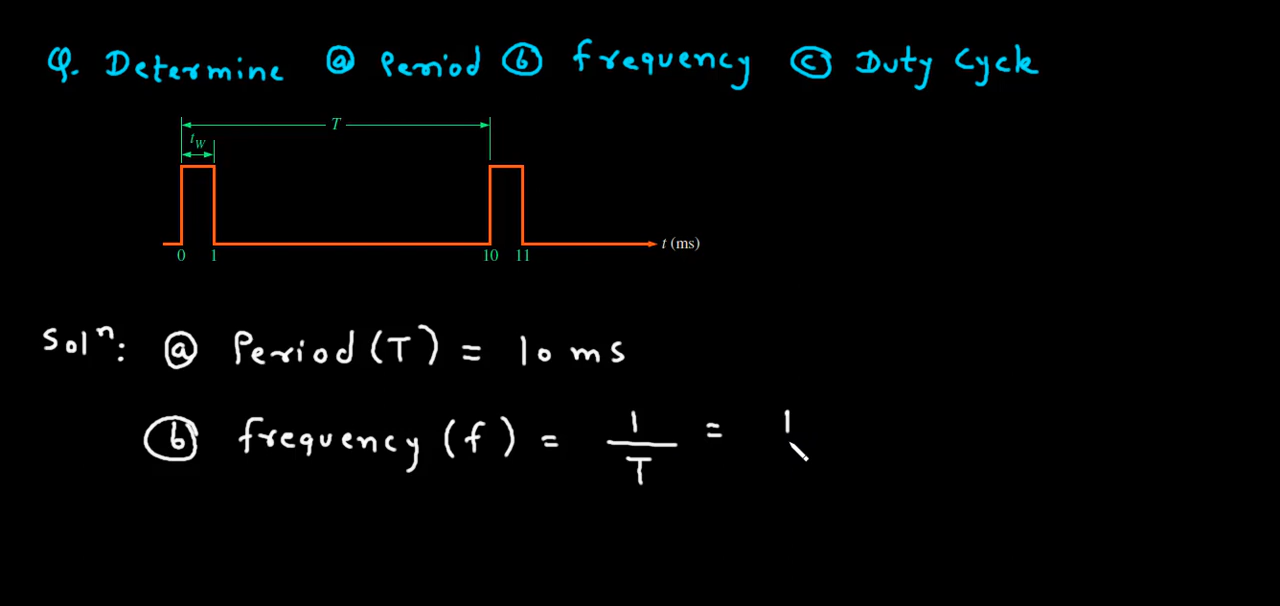 Q. Determine ⓐ Period ⓑ frequency ⓒ Duty Cycle
T
tW
0 1 10 11 t (ms)
Solⁿ: ⓐ Period (T) = 10 ms
ⓑ frequency (f) = 1/T = 1